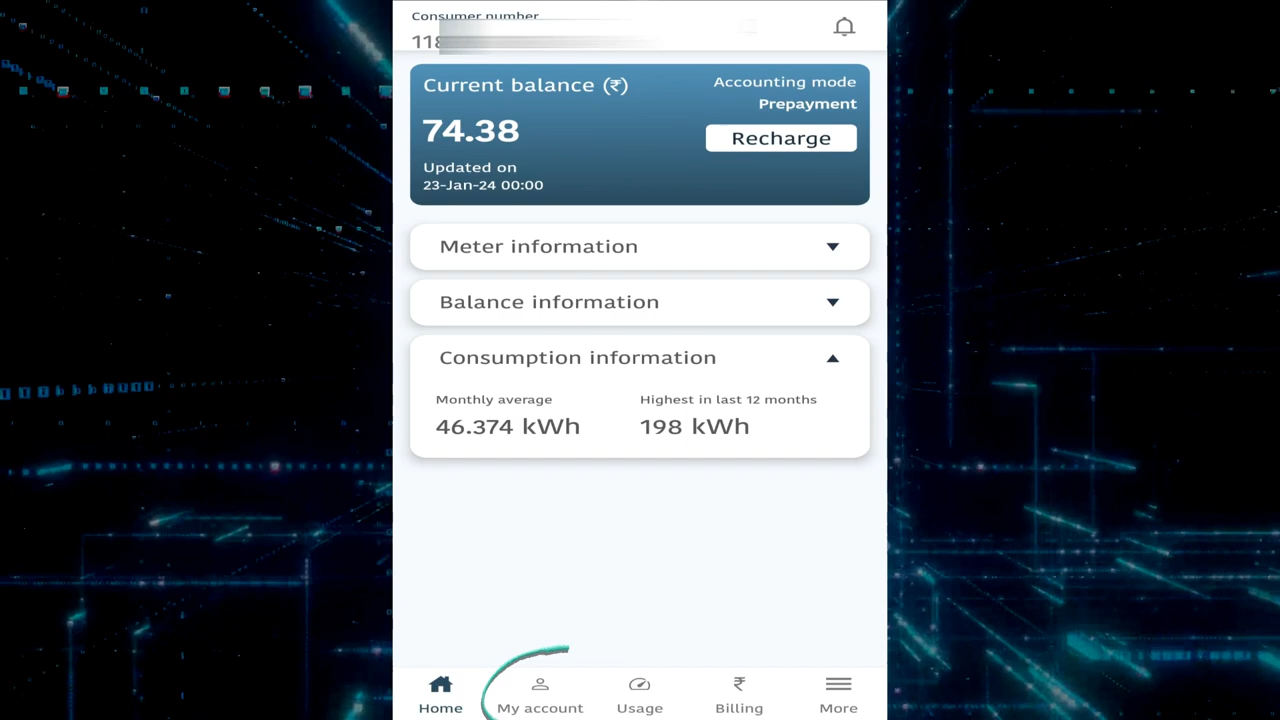 Consumer number
118
Current balance (₹)
Accounting mode
Prepayment
74.38
Recharge
Updated on
23-Jan-24 00:00
Meter information
Balance information
Consumption information
Monthly average
Highest in last 12 months
46.374 kWh
198 kWh
Home
My account
Usage
Billing
More